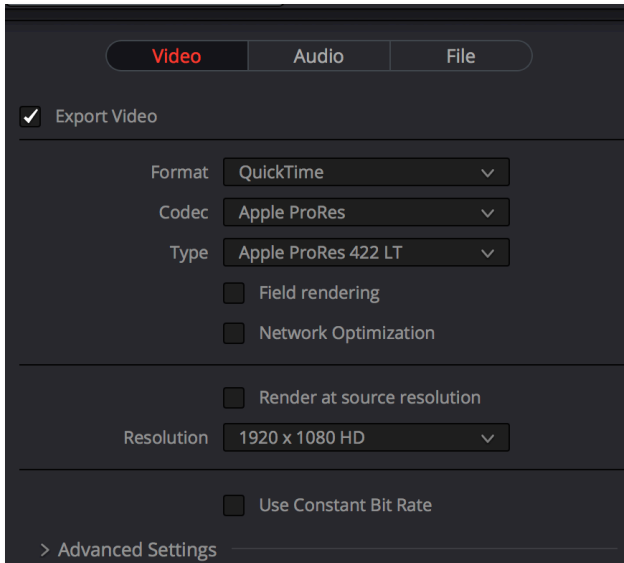 Video Audio File
Export Video
Format QuickTime
Codec Apple ProRes
Type Apple ProRes 422 LT
Field rendering
Network Optimization
Render at source resolution
Resolution 1920 x 1080 HD
Use Constant Bit Rate
> Advanced Settings